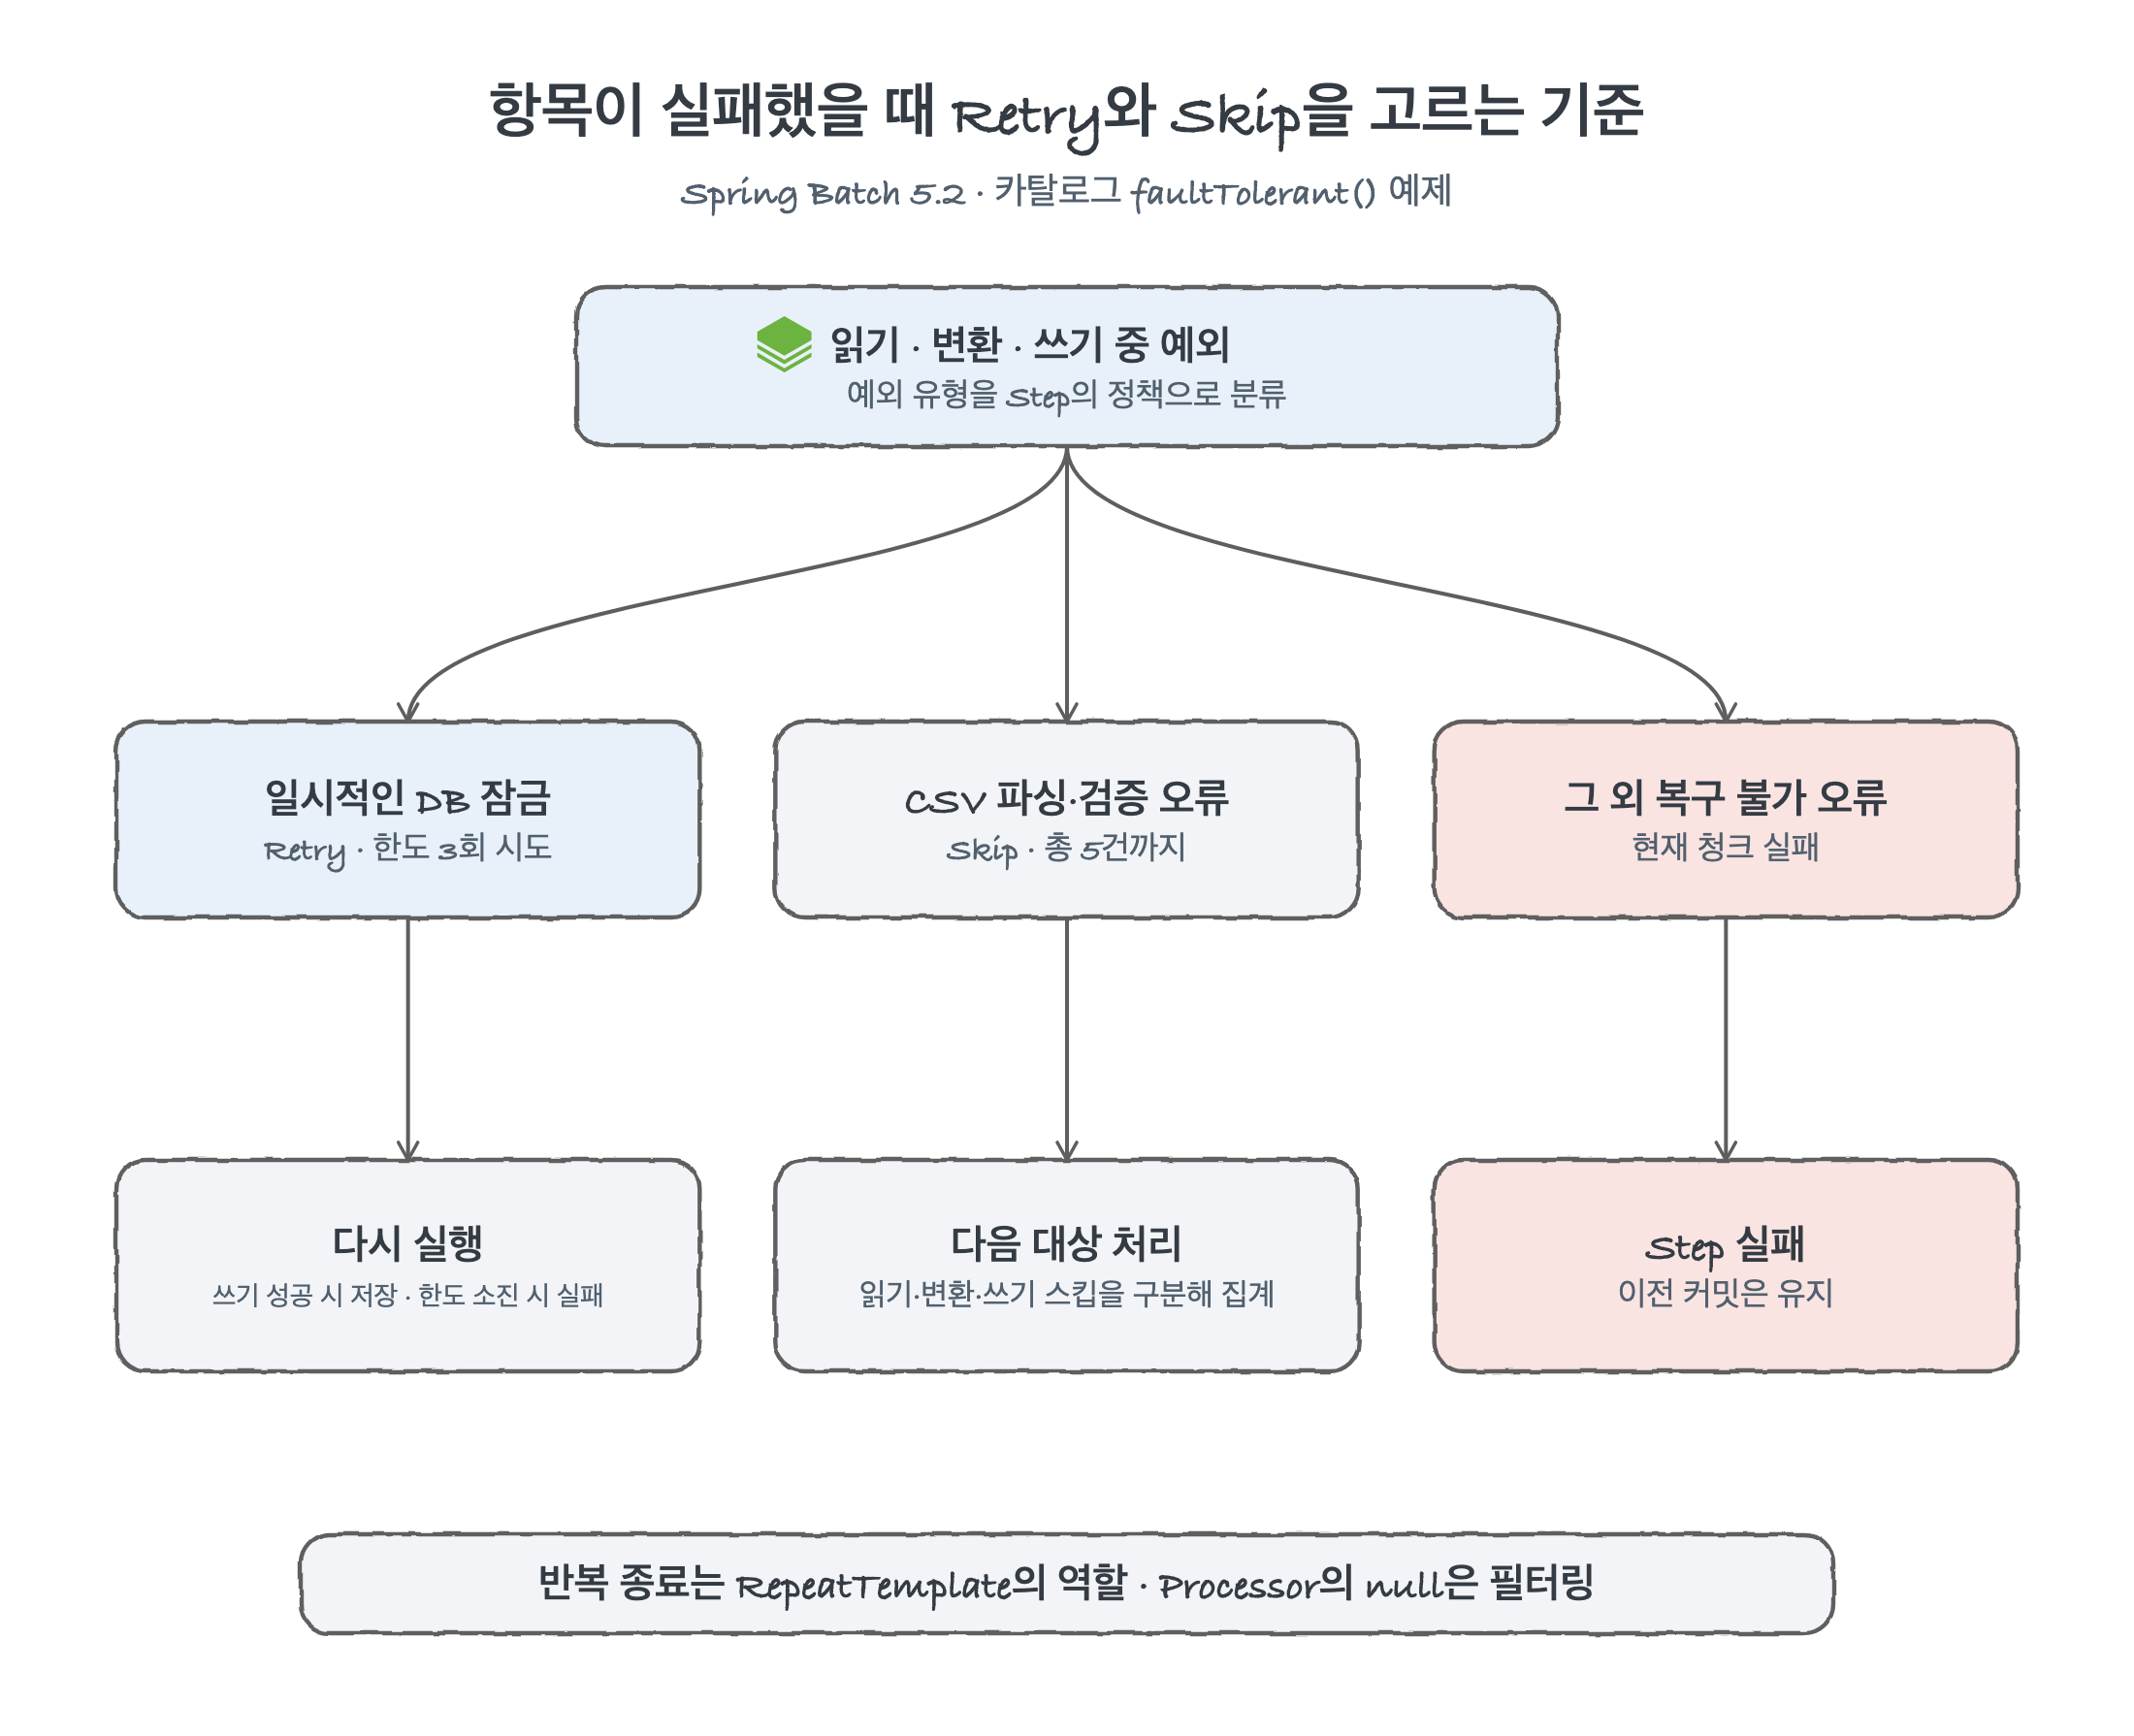 항목이 실패했을 때 Retry와 Skip을 고르는 기준
Spring Batch 5.2 · 카탈로그 faultTolerant() 예제
읽기 · 변환 · 쓰기 중 예외
예외 유형을 Step의 정책으로 분류
일시적인 DB 잠금
Retry · 한도 3회 시도
CSV 파싱·검증 오류
Skip · 총 5건까지
그 외 복구 불가 오류
현재 청크 실패
다시 실행
쓰기 성공 시 저장 · 한도 소진 시 실패
다음 대상 처리
읽기·변환·쓰기 스킵을 구분해 집계
Step 실패
이전 커밋은 유지
반복 종료는 RepeatTemplate의 역할 · Processor의 null은 필터링